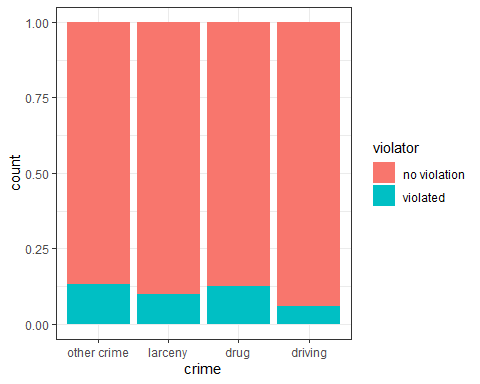 1.00
0.75
0.50
0.25
0.00
count
other crime larceny drug driving
crime
violator
no violation
violated